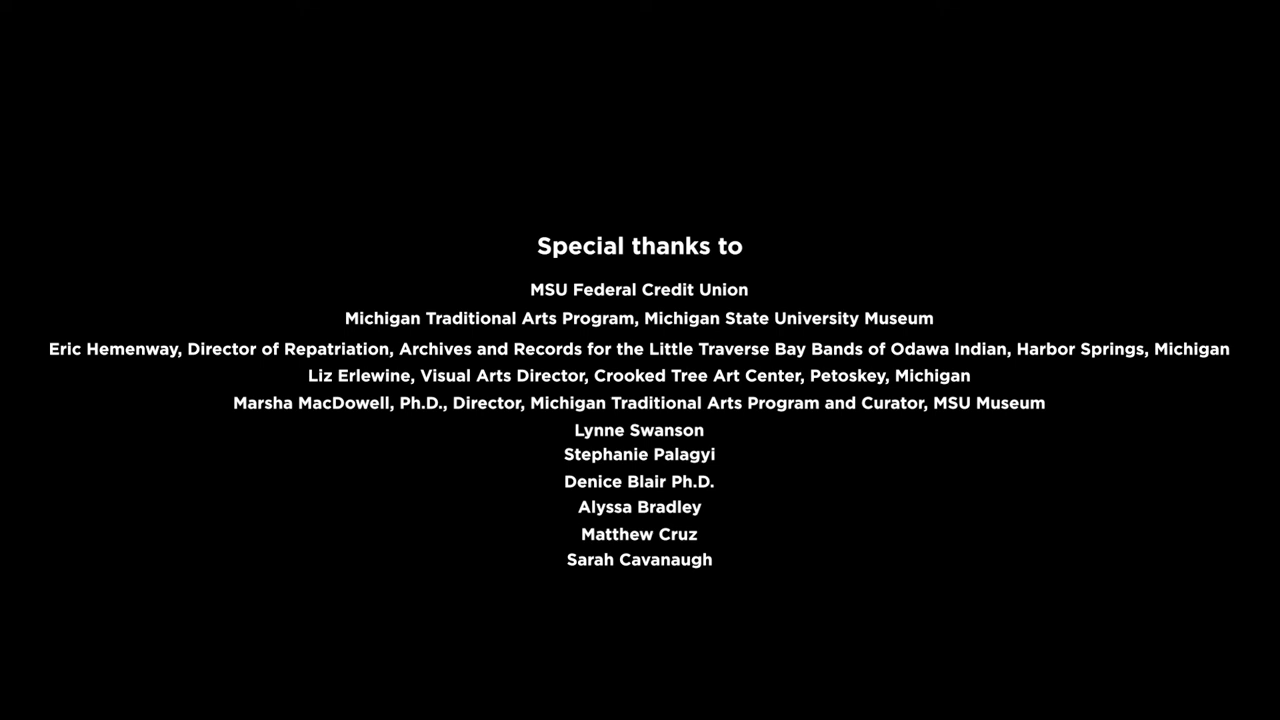 Special thanks to
MSU Federal Credit Union
Michigan Traditional Arts Program, Michigan State University Museum
Eric Hemenway, Director of Repatriation, Archives and Records for the Little Traverse Bay Bands of Odawa Indian, Harbor Springs, Michigan
Liz Erlewine, Visual Arts Director, Crooked Tree Art Center, Petoskey, Michigan
Marsha MacDowell, Ph.D., Director, Michigan Traditional Arts Program and Curator, MSU Museum
Lynne Swanson
Stephanie Palagyi
Denice Blair Ph.D.
Alyssa Bradley
Matthew Cruz
Sarah Cavanaugh